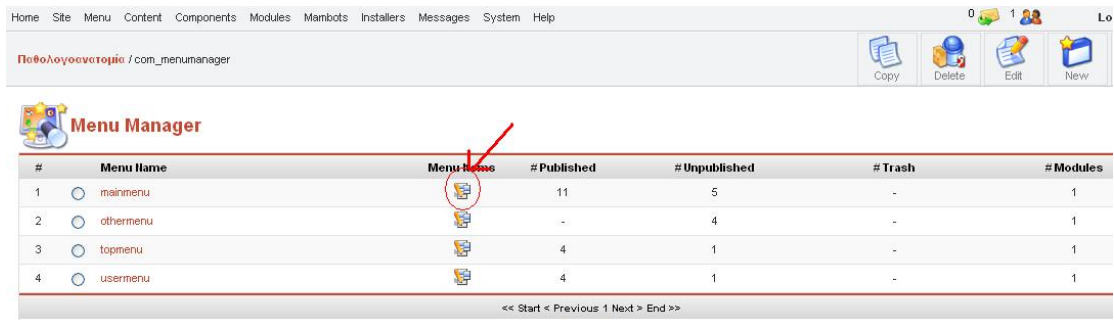 Home Site Menu Content Components Modules Mambots Installers Messages System Help 0 1 Lo
Παθολογοανατομία / com_menumanager
Copy Delete Edit New
Menu Manager
# Menu Name Menu Items # Published # Unpublished # Trash # Modules
1 mainmenu 11 5 - 1
2 othermenu - 4 - 1
3 topmenu 4 1 - 1
4 usermenu 4 1 - 1
<< Start < Previous 1 Next > End >>